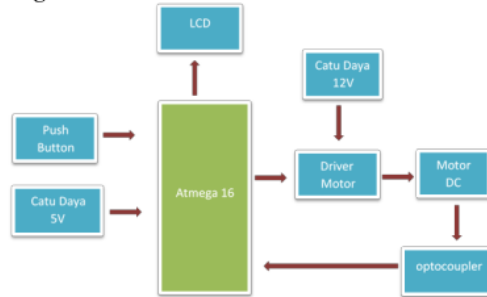 LCD
Catu Daya
12V
Push
Button
Atmega 16
Driver
Motor
Motor
DC
Catu Daya
5V
optocoupler